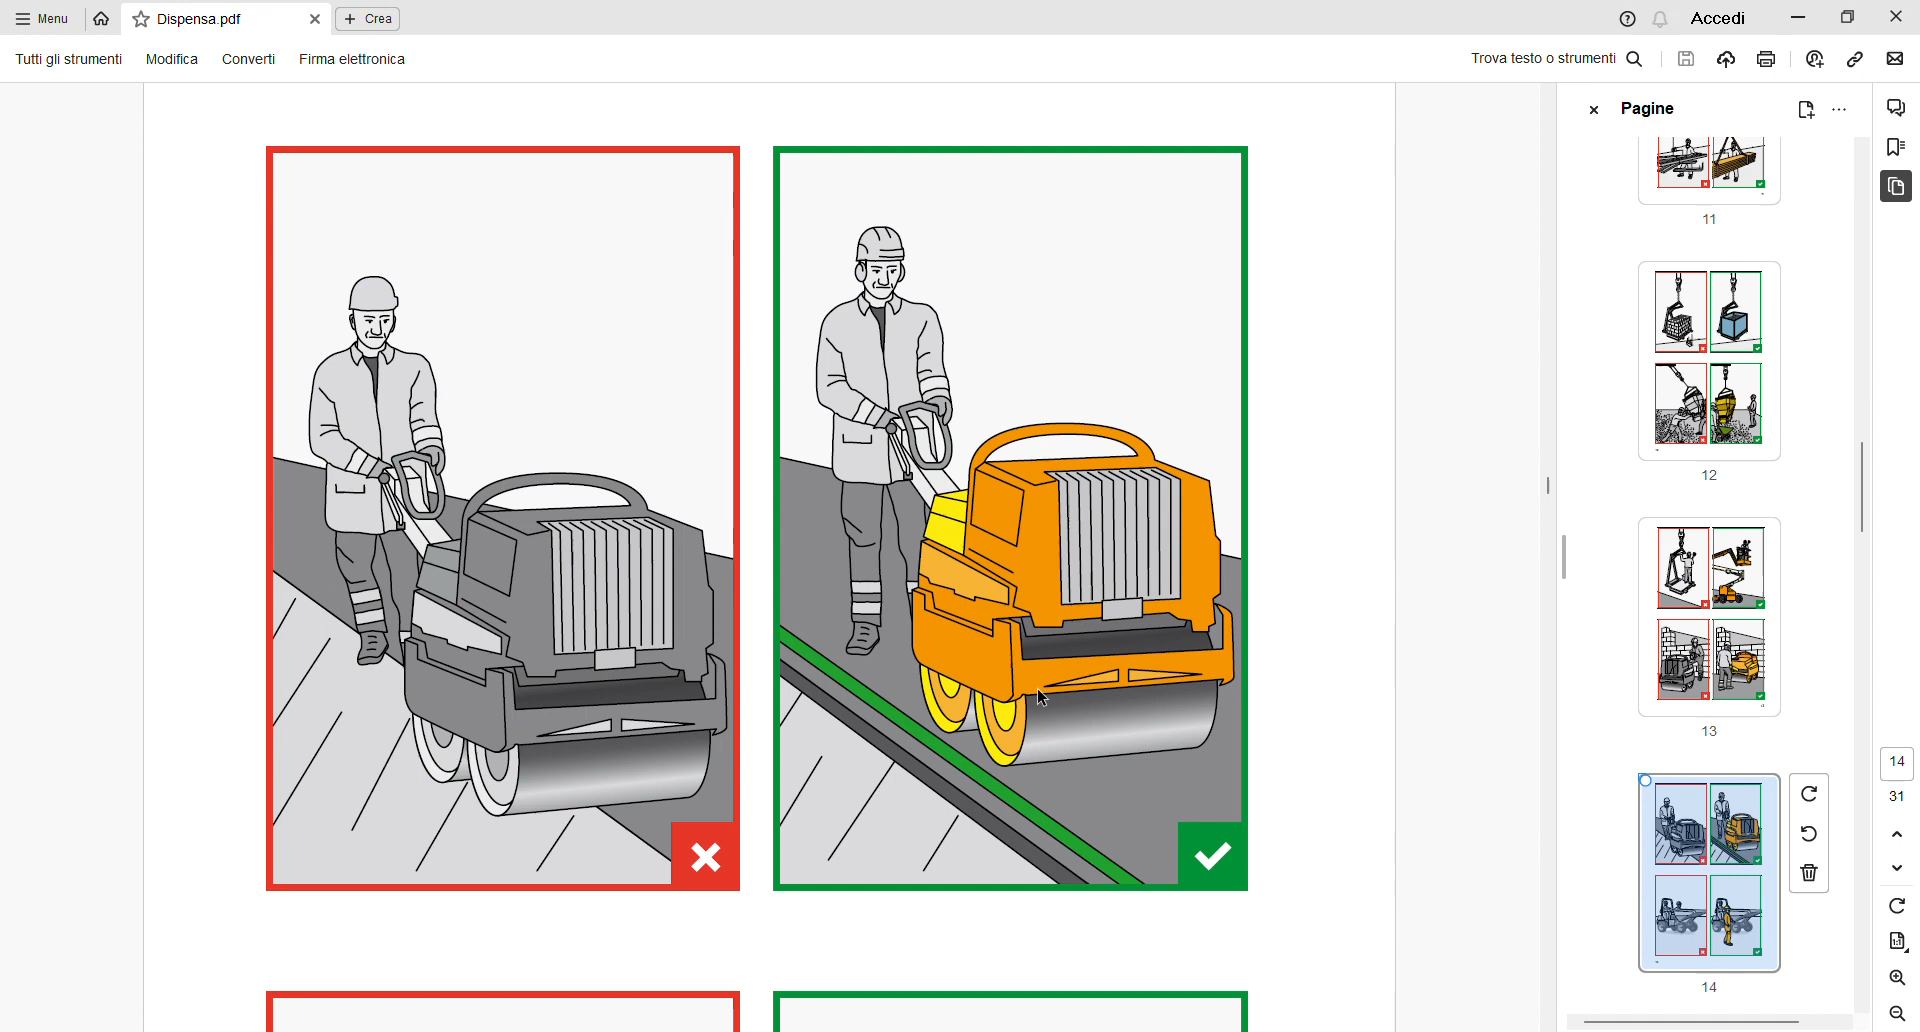 Menu
Dispensa.pdf
Crea
Accedi
Tutti gli strumenti
Modifica
Converti
Firma elettronica
Trova testo o strumenti
Pagine
11
12
13
14
14
31